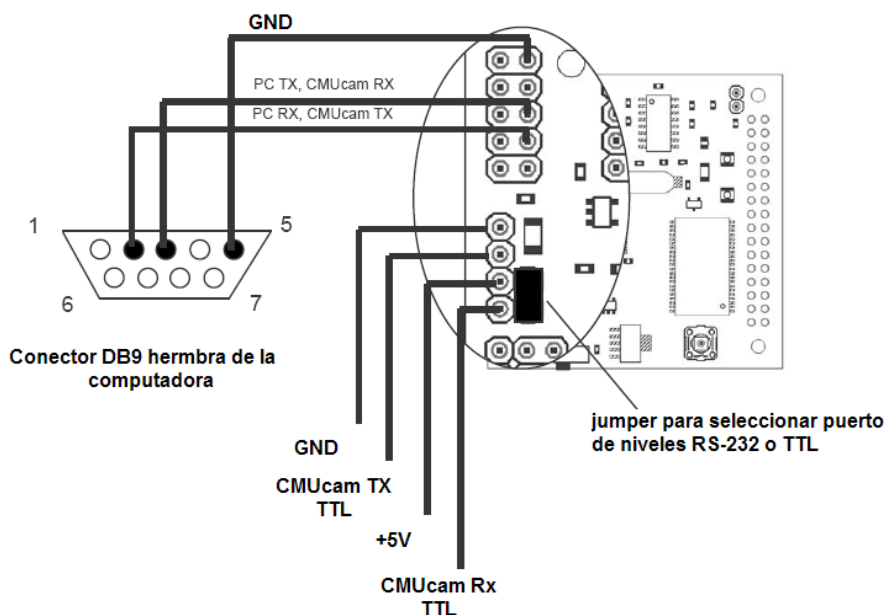 GND
PC TX, CMUcam RX
PC RX, CMUcam TX
1
5
6
7
Conector DB9 hermbra de la
computadora
jumper para seleccionar puerto
de niveles RS-232 o TTL
GND
CMUcam TX
TTL
+5V
CMUcam Rx
TTL